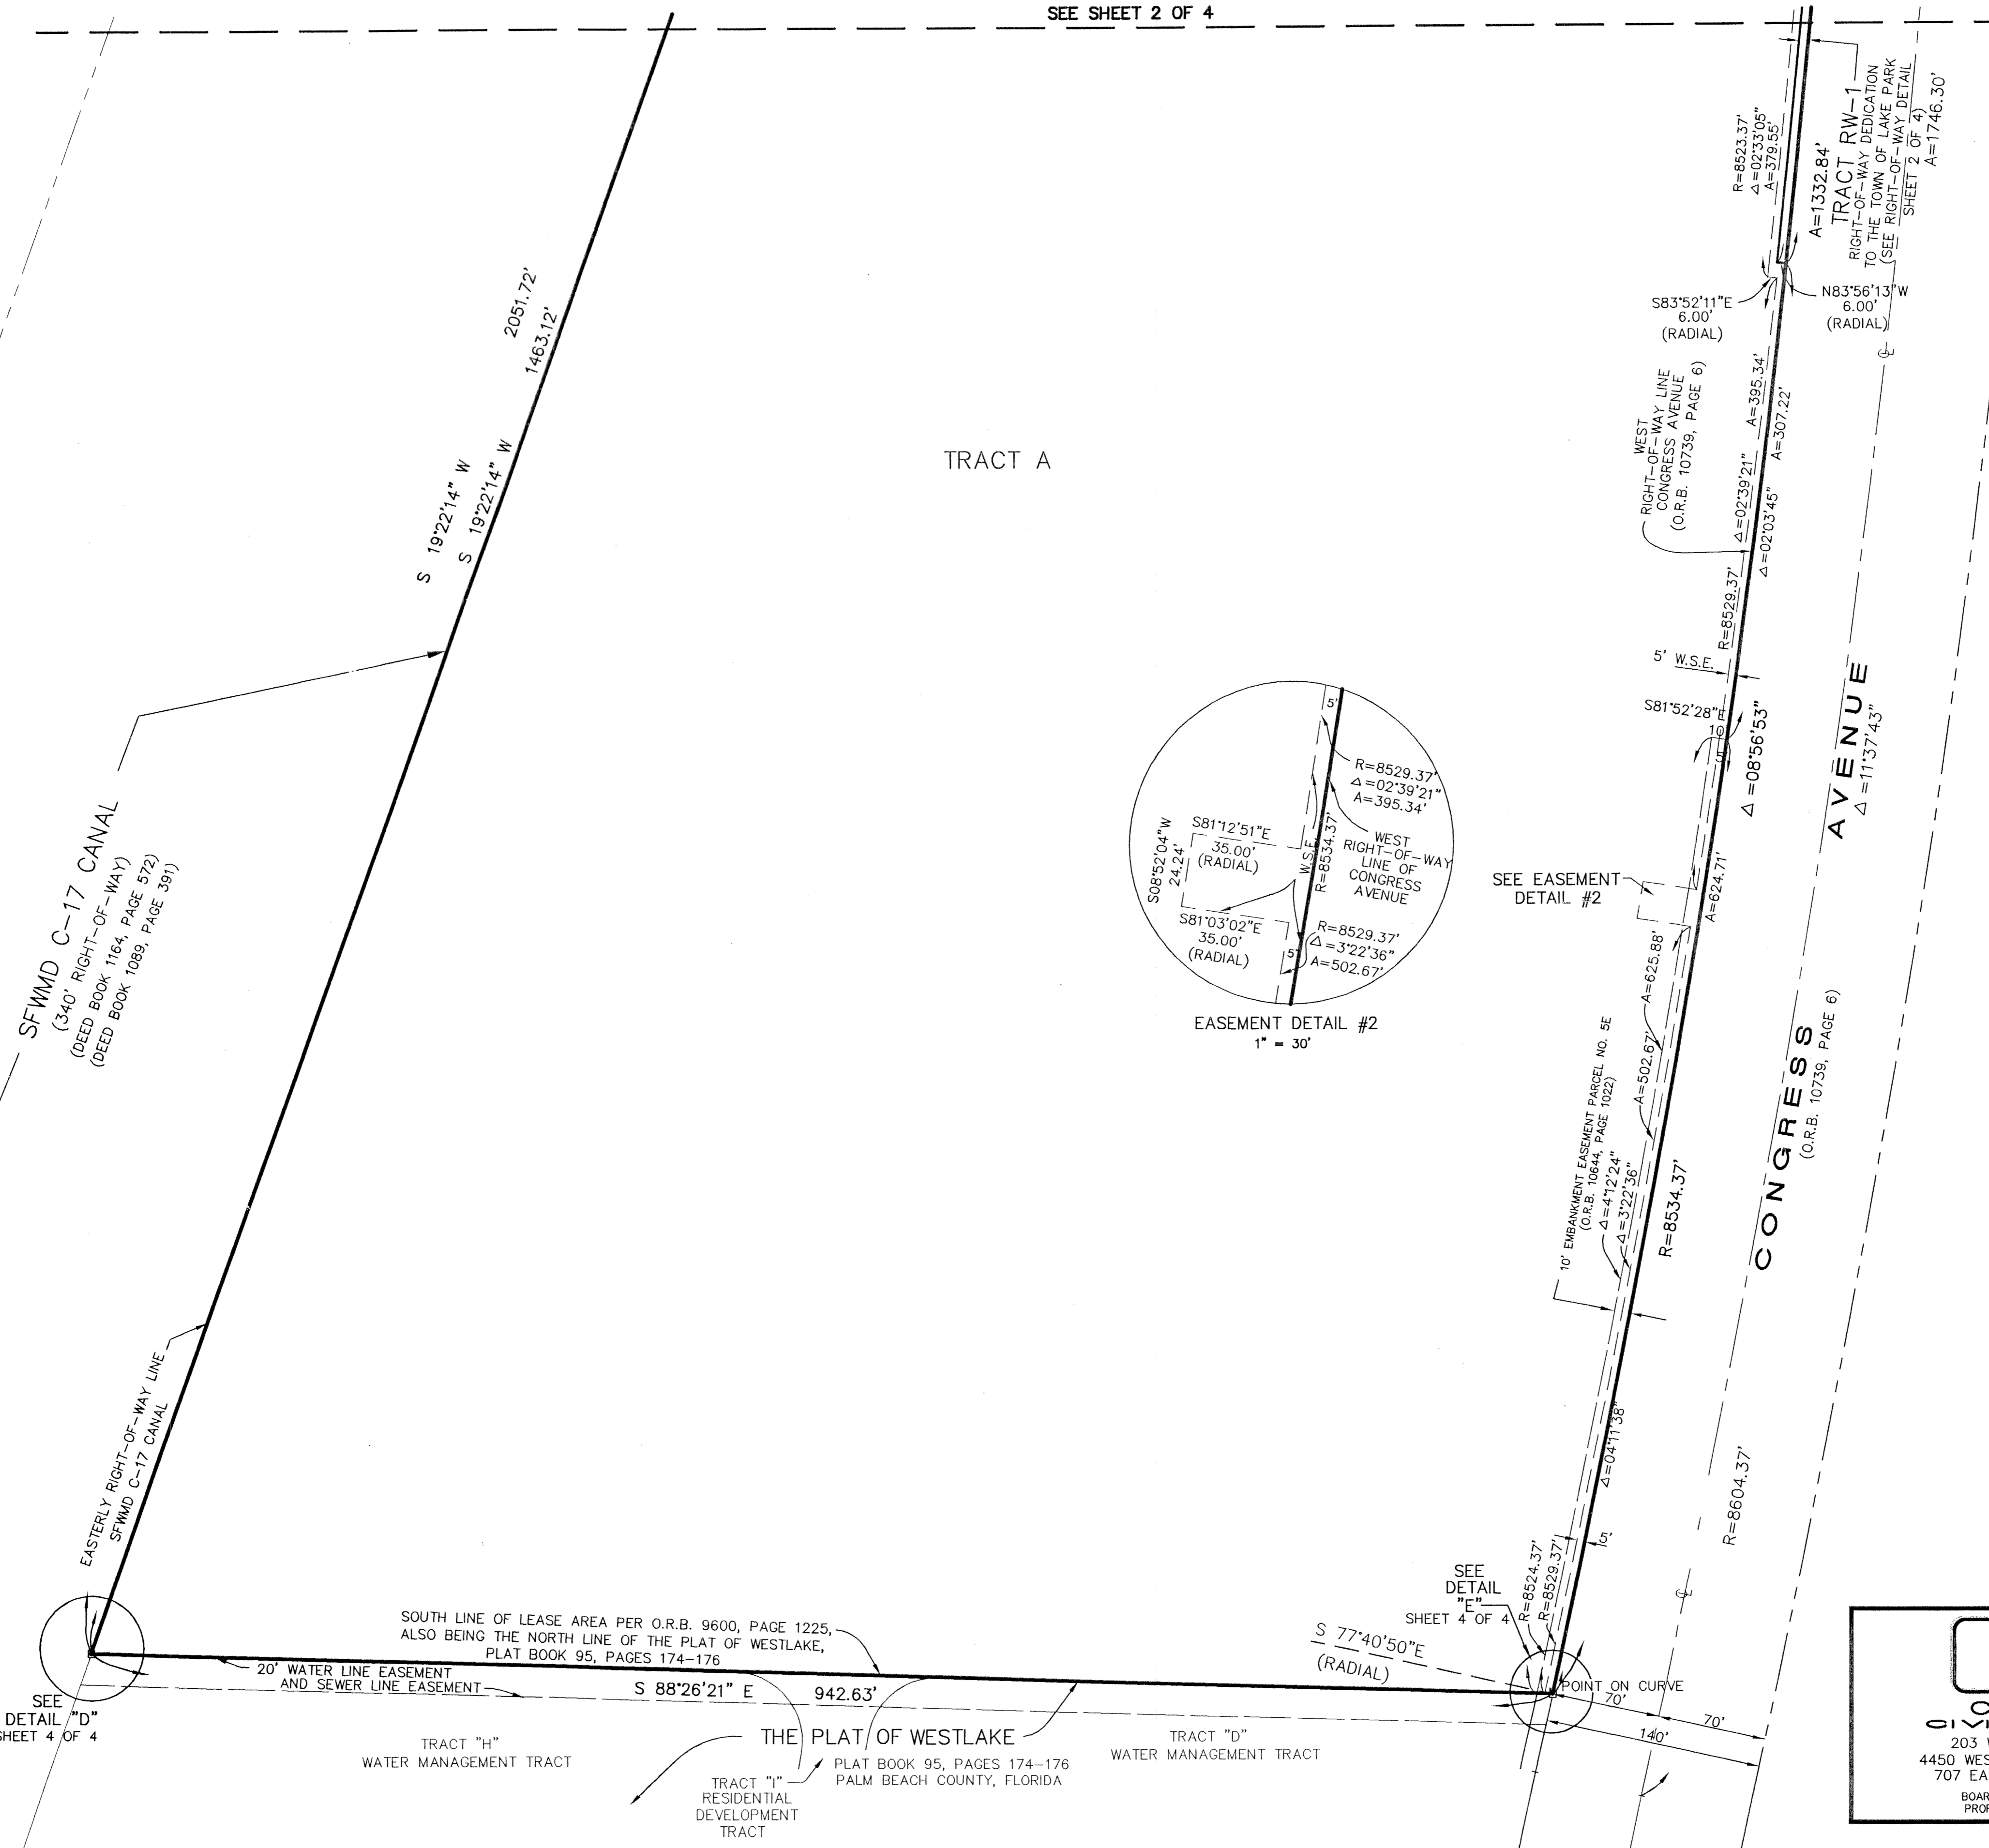 SEE SHEET 2 OF 4
R=8523.37'
△=02°33'05"
A=379.55'
A=1332.84'
TRACT RW-1
RIGHT-OF-WAY DEDICATION
TO THE TOWN OF LAKE PARK
(SEE RIGHT-OF-WAY DETAIL
SHEET 2 OF 4)
A=1746.30'
S83°52'11"E
6.00'
(RADIAL)
N83°56'13"W
6.00'
(RADIAL)
2051.72'
1463.12'
S 19°22'14" W
S 19°22'14" W
TRACT A
WEST
RIGHT-OF-WAY LINE
CONGRESS AVENUE
(O.R.B. 10739, PAGE 6)
R=8529.37' △=02°39'21" A=395.34'
△=02°03'45" A=307.22'
5' W.S.E.
S81°52'28"E
10'
5'
△=08°56'53"
CONGRESS AVENUE
△=11°37'43"
(O.R.B. 10739, PAGE 6)
SFWMD C-17 CANAL
(340' RIGHT-OF-WAY)
(DEED BOOK 1164, PAGE 572)
(DEED BOOK 1089, PAGE 391)
5'
R=8529.37'
△=02°39'21"
A=395.34'
S81°12'51"E
35.00'
(RADIAL)
W.S.E.
R=8534.37'
WEST
RIGHT-OF-WAY
LINE OF
CONGRESS
AVENUE
S08°52'04"W
24.24'
S81°03'02"E
35.00'
(RADIAL)
5'
R=8529.37'
△=3°22'36"
A=502.67'
EASEMENT DETAIL #2
1" = 30'
SEE EASEMENT
DETAIL #2
A=624.71'
A=625.88'
A=502.67'
10' EMBANKMENT EASEMENT PARCEL NO. 5E
(O.R.B. 10644, PAGE 1022)
△=4°12'24"
△=3°22'36"
R=8534.37'
△=04°11'38"
R=8604.37'
5'
R=8524.37'
R=8529.37'
EASTERLY RIGHT-OF-WAY LINE
SFWMD C-17 CANAL
SEE
DETAIL
"E"
SHEET 4 OF 4
S 77°40'50"E
(RADIAL)
POINT ON CURVE
70'
70'
140'
SOUTH LINE OF LEASE AREA PER O.R.B. 9600, PAGE 1225,
ALSO BEING THE NORTH LINE OF THE PLAT OF WESTLAKE,
PLAT BOOK 95, PAGES 174-176
20' WATER LINE EASEMENT
AND SEWER LINE EASEMENT
S 88°26'21" E 942.63'
SEE
DETAIL "D"
SHEET 4 OF 4
THE PLAT OF WESTLAKE
PLAT BOOK 95, PAGES 174-176
PALM BEACH COUNTY, FLORIDA
TRACT "H"
WATER MANAGEMENT TRACT
TRACT "I"
RESIDENTIAL
DEVELOPMENT
TRACT
TRACT "D"
WATER MANAGEMENT TRACT
203
4450 WES
707 EA
BOAR
PROF